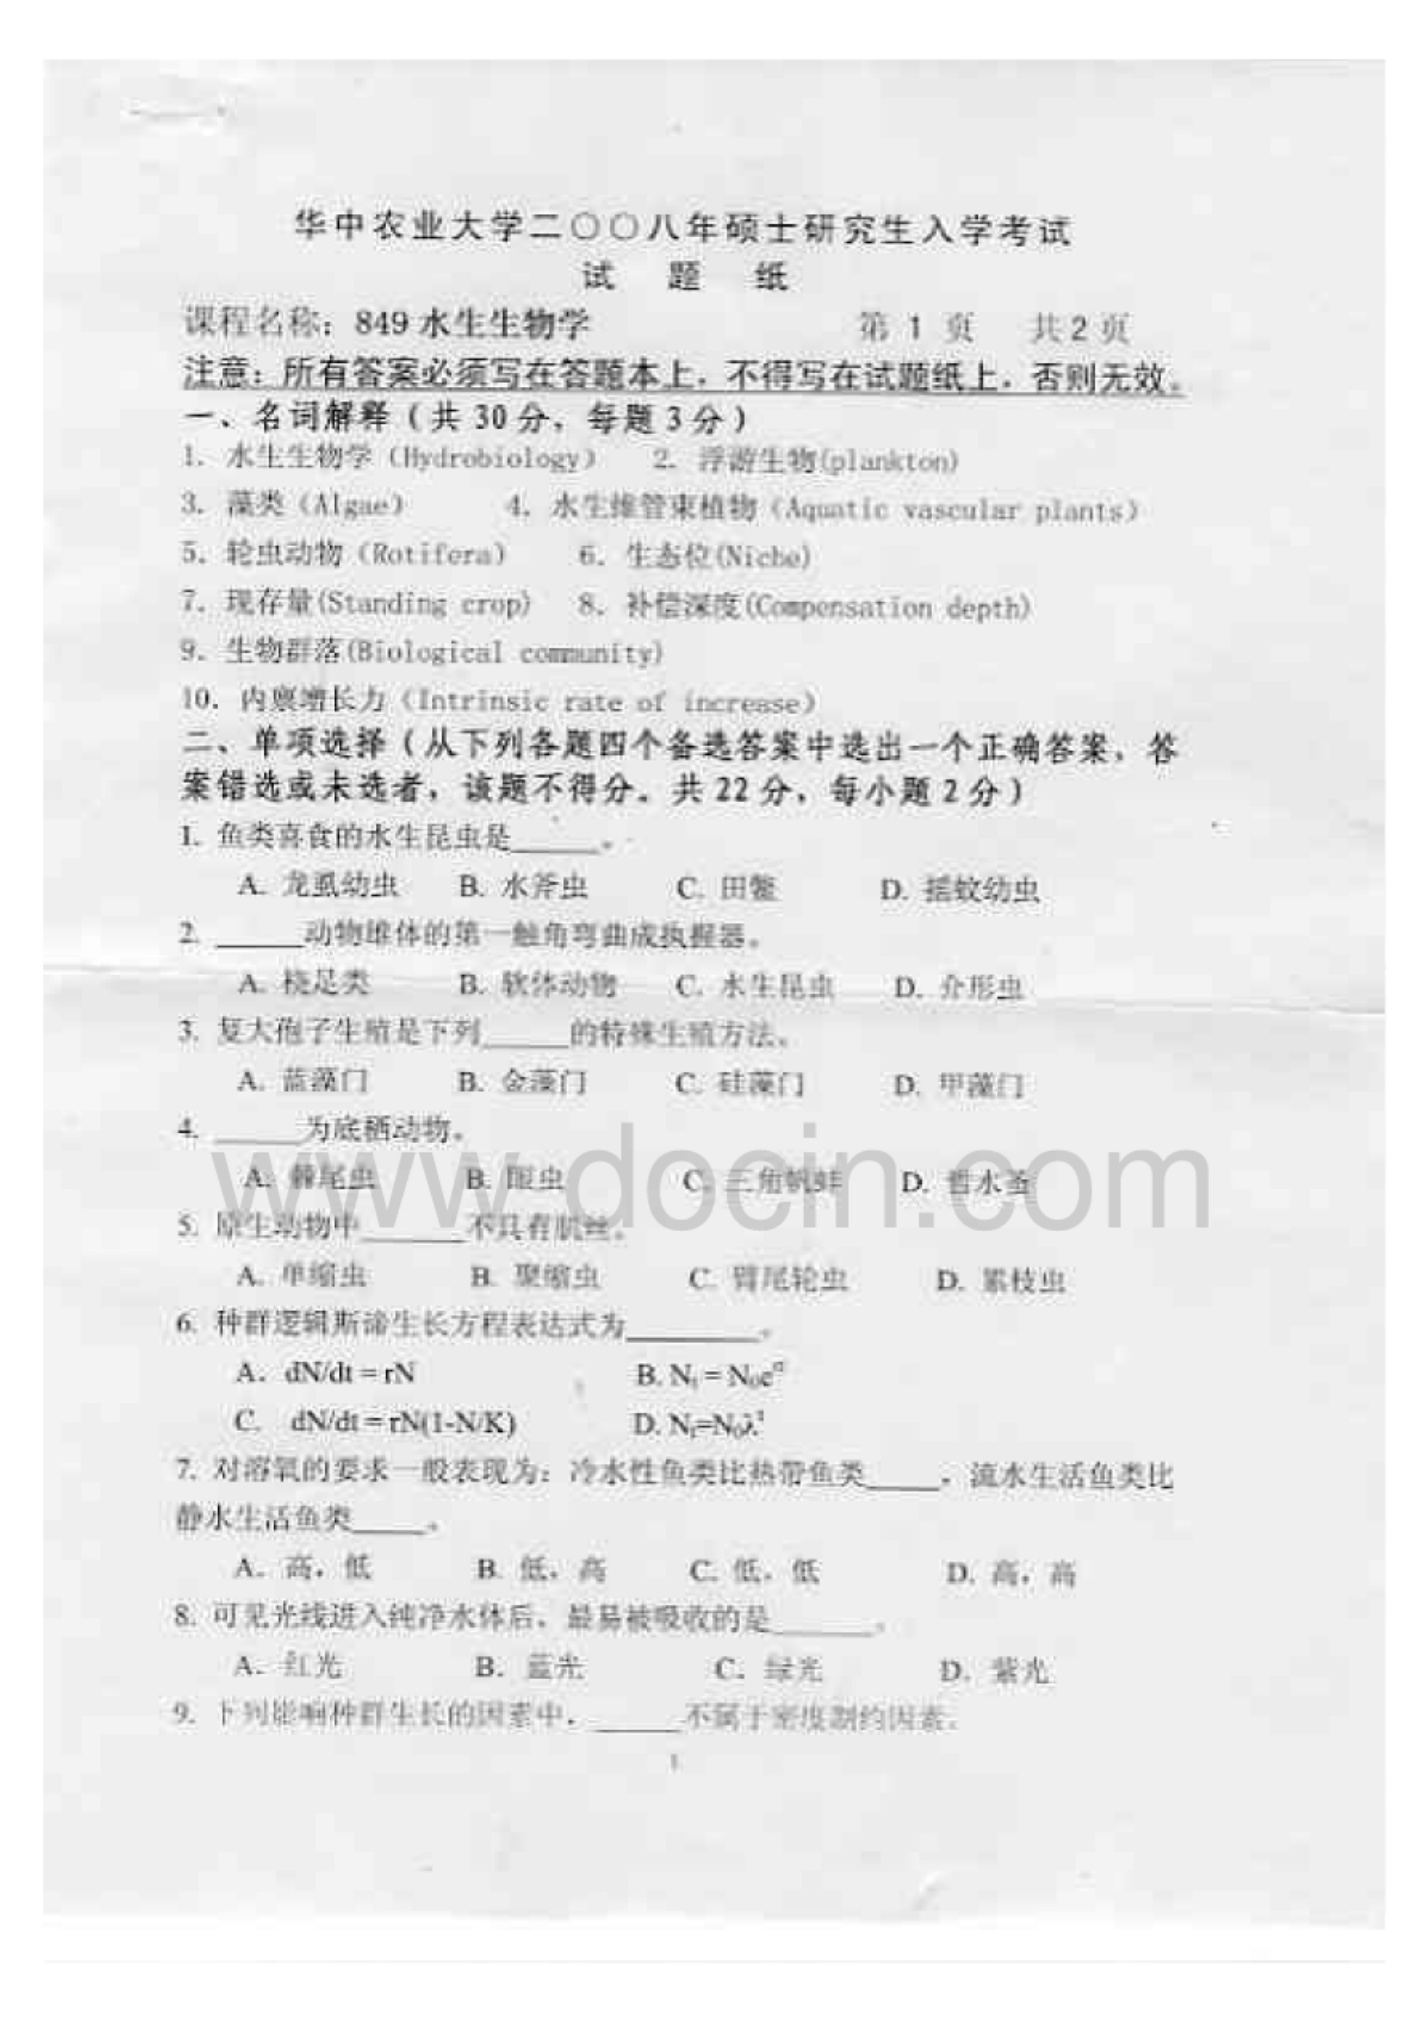 华中农业大学二〇〇八年硕士研究生入学考试
试 题 纸
课程名称：849 水生生物学 第 1 页 共 2 页
注意：所有答案必须写在答题本上，不得写在试题纸上，否则无效。
一、名词解释（共 30 分，每题 3 分）
1. 水生生物学（Hydrobiology） 2. 浮游生物(plankton)
3. 藻类（Algae） 4. 水生维管束植物（Aquatic vascular plants）
5. 轮虫动物（Rotifera） 6. 生态位(Niche)
7. 现存量(Standing crop) 8. 补偿深度(Compensation depth)
9. 生物群落(Biological community)
10. 内禀增长力（Intrinsic rate of increase）
二、单项选择（从下列各题四个备选答案中选出一个正确答案，答
案错选或未选者，该题不得分。共 22 分，每小题 2 分）
1. 鱼类喜食的水生昆虫是_____。
A. 龙虱幼虫 B. 水斧虫 C. 田鳖 D. 摇蚊幼虫
2. _____动物雄体的第一触角弯曲成执握器。
A. 桡足类 B. 软体动物 C. 水生昆虫 D. 介形虫
3. 复大孢子生殖是下列_____的特殊生殖方法。
A. 蓝藻门 B. 金藻门 C. 硅藻门 D. 甲藻门
4. _____为底栖动物。
A. 棘尾虫 B. 眼虫 C. 三角帆蚌 D. 哲水蚤
www.docin.com
5. 原生动物中_____不具有肌丝。
A. 单缩虫 B. 聚缩虫 C. 臂尾轮虫 D. 累枝虫
6. 种群逻辑斯谛生长方程表达式为_____。
A. dN/dt = rN B. Nₜ = N₀eʳᵗ
C. dN/dt = rN(1-N/K) D. Nₜ=N₀λᵗ
7. 对溶氧的要求一般表现为：冷水性鱼类比热带鱼类_____，流水生活鱼类比
静水生活鱼类_____。
A. 高，低 B. 低，高 C. 低，低 D. 高，高
8. 可见光线进入纯净水体后，最易被吸收的是_____。
A. 红光 B. 蓝光 C. 绿光 D. 紫光
9. 下列影响种群生长的因素中，_____不属于密度制约因素。
1